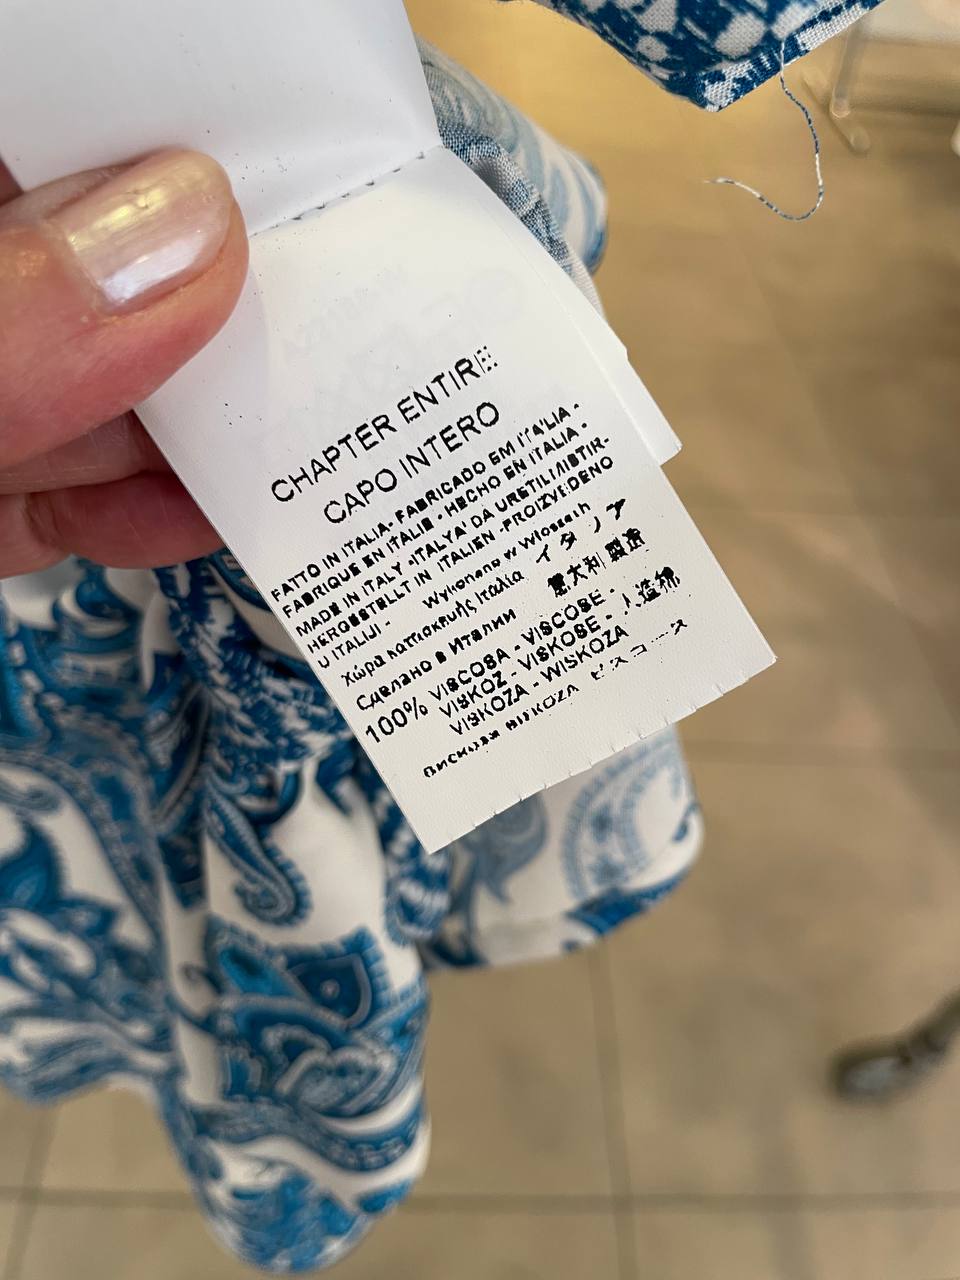 CHAPTER ENTIRE
CAPO INTERO
FATTO IN ITALIA- FABRICADO EM ITALIA -
FABRIQUE EN ITALIE - HECHO EN ITALIA -
MADE IN ITALY -ITALYA' DA URETILMISTIR-
HERGESTELLT IN ITALIEN -PROIZVEDENO
U ITALIJI - Wykonano w Wloszech イタリア
χώρα κατασκευής Ιταλία 意大利 製造
Сделано в Италии
100% VISCOSA - VISCOSE - 人造棉
VISKOZ - VISKOSE -
VISKOZA - WISKOZA ビスコース
ВИСКОЗА